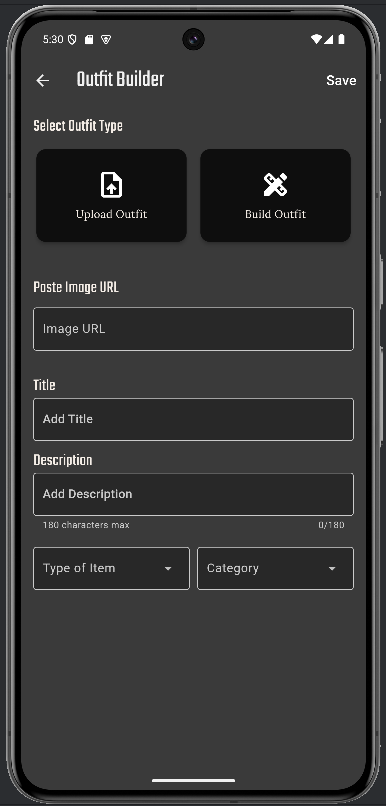 5:30
Outfit Builder
Save
Select Outfit Type
Upload Outfit
Build Outfit
Paste Image URL
Image URL
Title
Add Title
Description
Add Description
180 characters max
0/180
Type of Item
Category